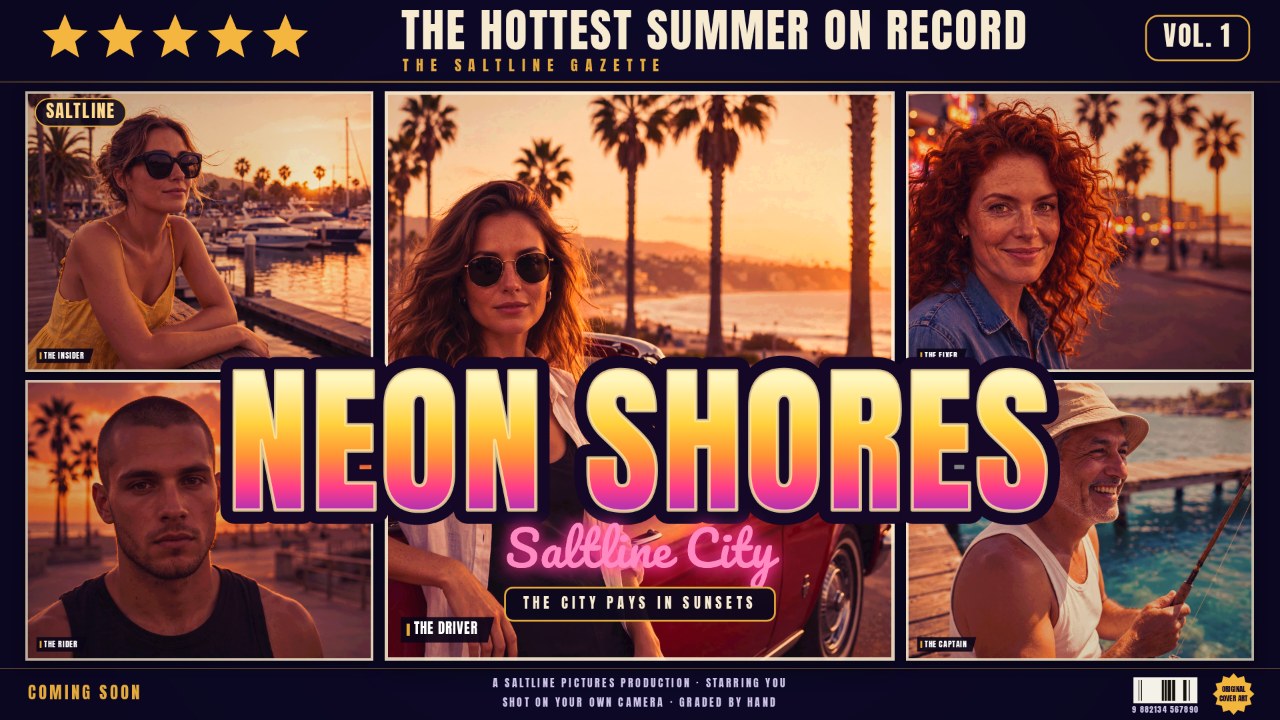 THE HOTTEST SUMMER ON RECORD
THE SALTLINE GAZETTE
VOL. 1
SALTLINE
THE INSIDER
THE FIXER
NEON SHORES
Saltline City
THE CITY PAYS IN SUNSETS
THE DRIVER
THE RIDER
THE CAPTAIN
COMING SOON
A SALTLINE PICTURES PRODUCTION · STARRING YOU
SHOT ON YOUR OWN CAMERA · GRADED BY HAND
9 882134 567890
ORIGINAL
COVER ART